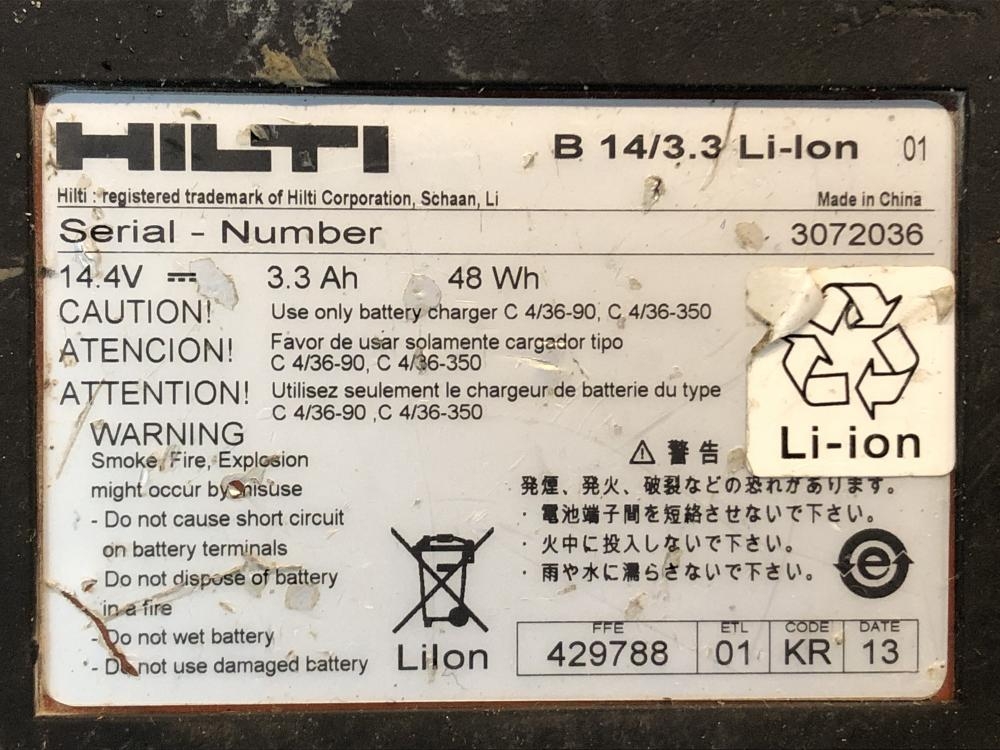 HILTI
B 14/3.3 Li-Ion 01
Hilti : registered trademark of Hilti Corporation, Schaan, Li
Made in China
Serial - Number 3072036
14.4V ⎓ 3.3 Ah 48 Wh
CAUTION! Use only battery charger C 4/36-90, C 4/36-350
ATENCION! Favor de usar solamente cargador tipo
C 4/36-90, C 4/36-350
ATTENTION! Utilisez seulement le chargeur de batterie du type
C 4/36-90 ,C 4/36-350
Li-ion
WARNING
Smoke, Fire, Explosion
might occur by misuse
- Do not cause short circuit
on battery terminals
- Do not dispose of battery
in a fire
- Do not wet battery
- Do not use damaged battery
LiIon
⚠ 警告
発煙、発火、破裂などの恐れがあります。
・電池端子間を短絡させないで下さい。
・火中に投入しないで下さい。
・雨や水に濡らさないで下さい。
e
FFE ETL CODE DATE
429788 01 KR 13